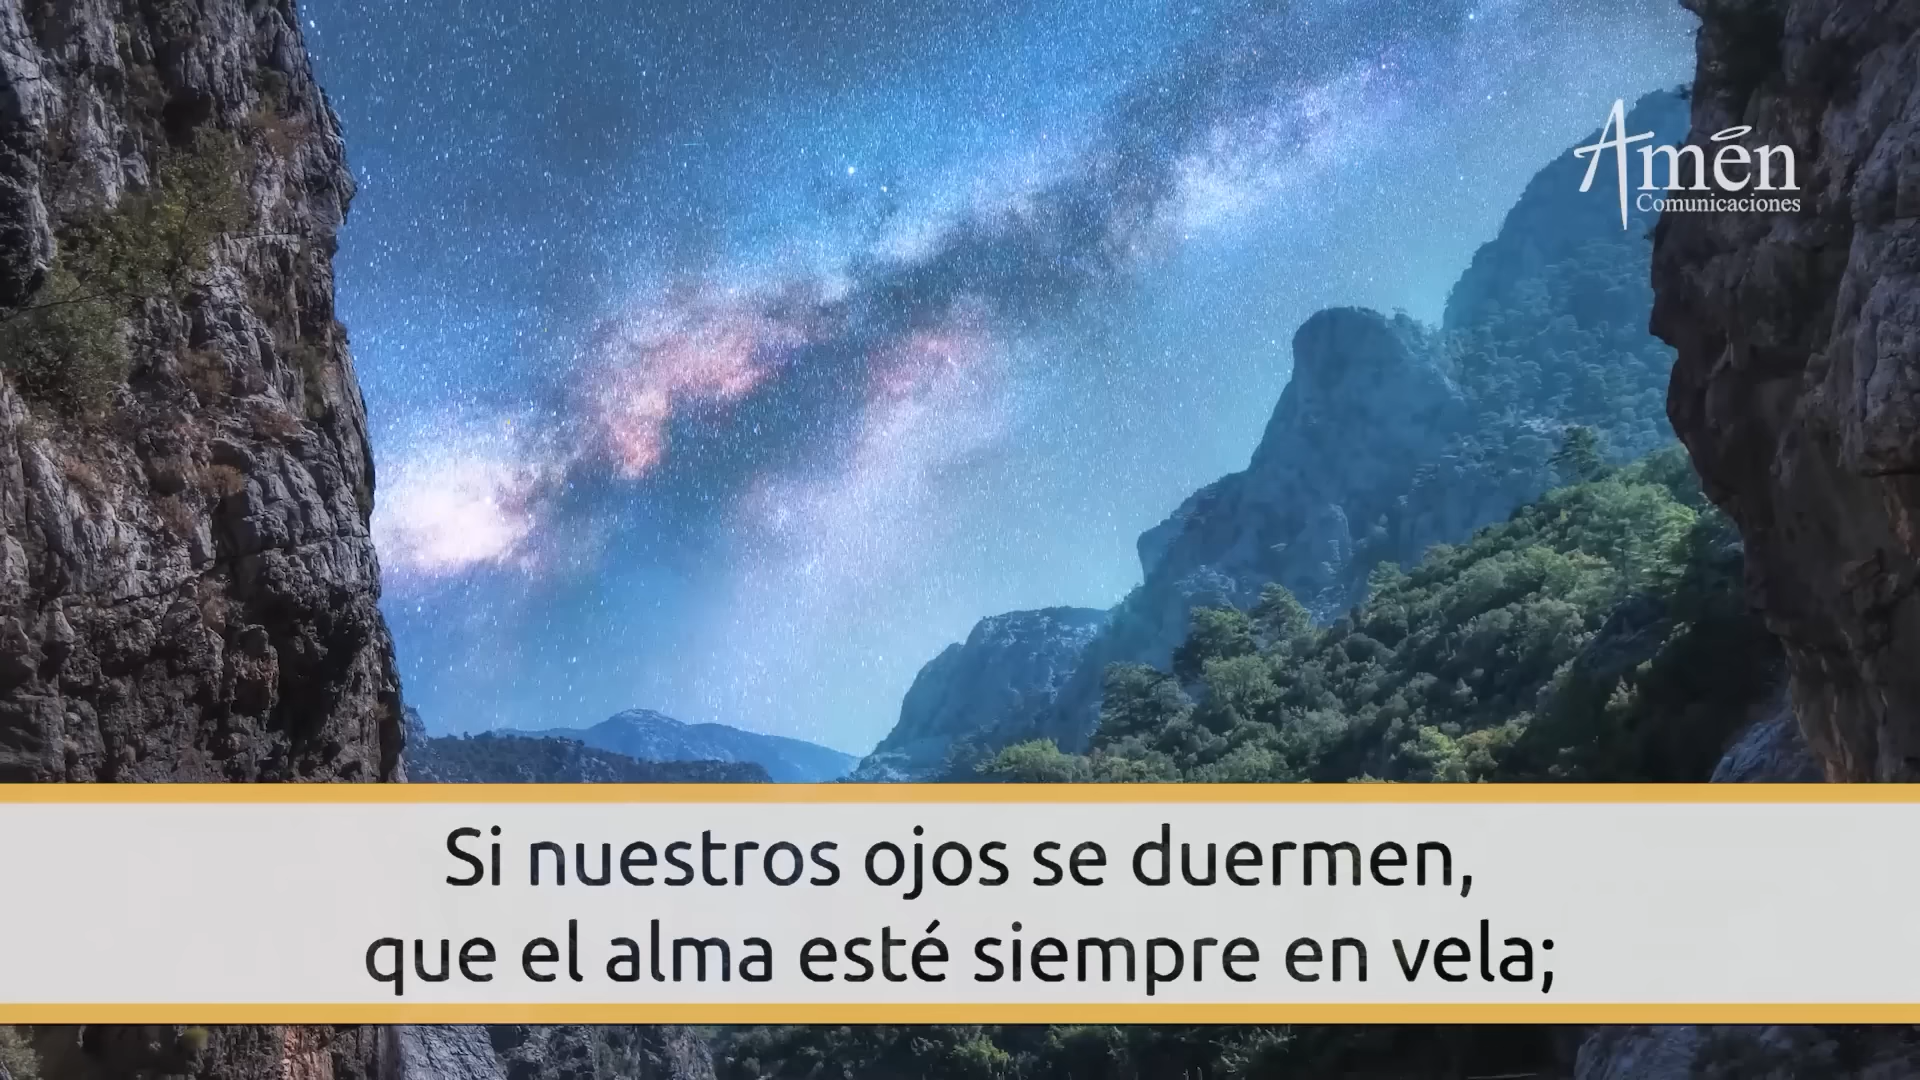 Amén
Comunicaciones
Si nuestros ojos se duermen,
que el alma esté siempre en vela;